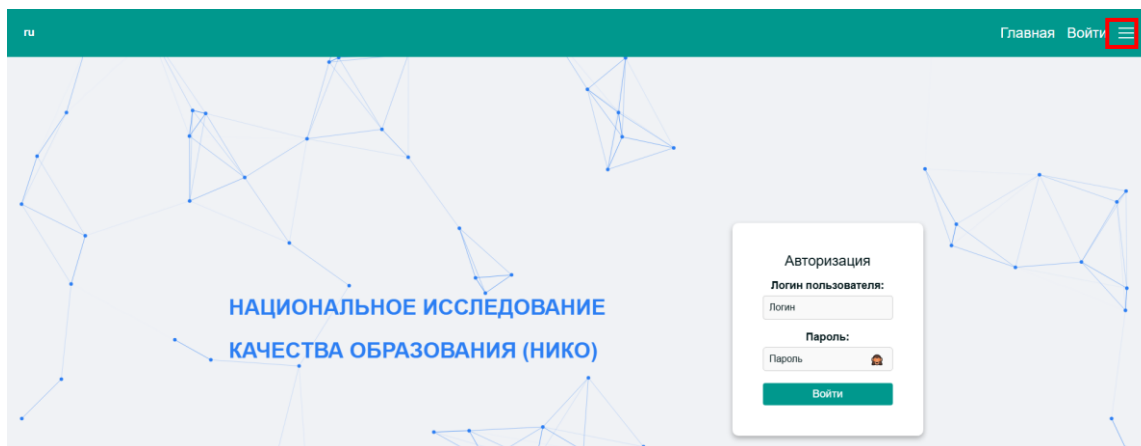 ru
Главная Войти
НАЦИОНАЛЬНОЕ ИССЛЕДОВАНИЕ
КАЧЕСТВА ОБРАЗОВАНИЯ (НИКО)
Авторизация
Логин пользователя:
Логин
Пароль:
Пароль
Войти